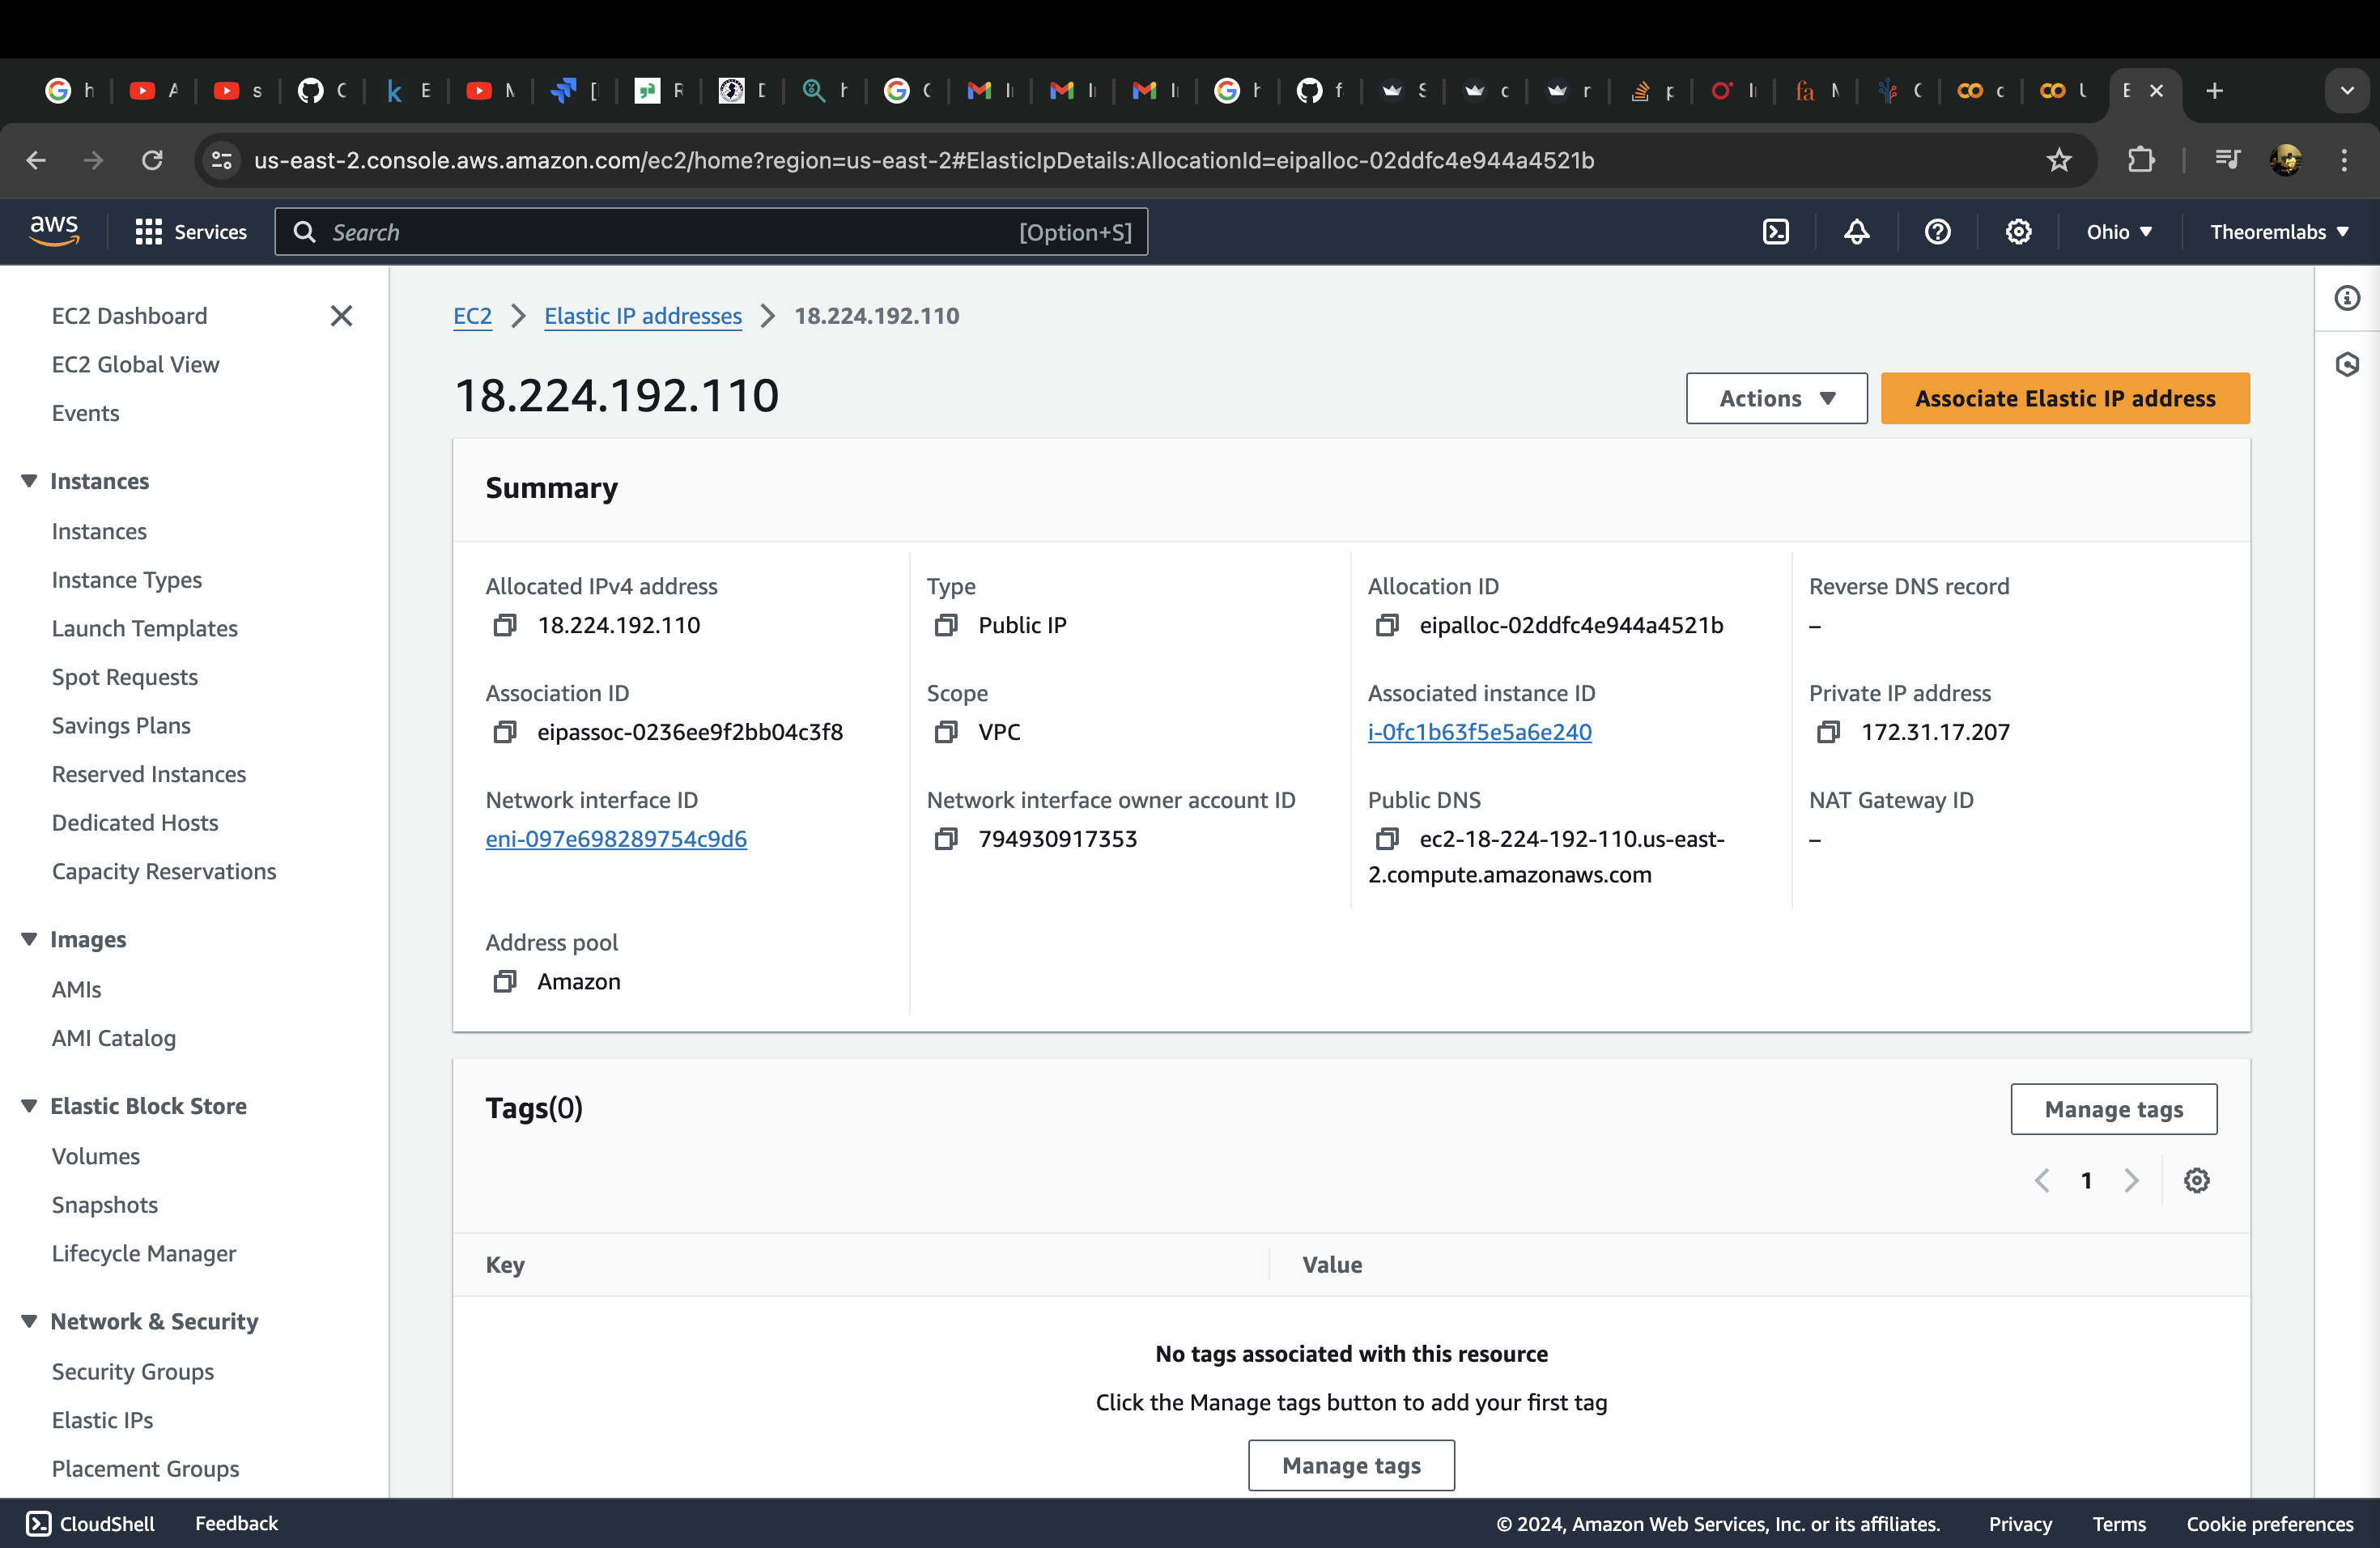 us-east-2.console.aws.amazon.com/ec2/home?region=us-east-2#ElasticIpDetails:AllocationId=eipalloc-02ddfc4e944a4521b
aws
Services
Search
[Option+S]
Ohio
Theoremlabs
EC2 Dashboard
EC2 Global View
Events
Instances
Instances
Instance Types
Launch Templates
Spot Requests
Savings Plans
Reserved Instances
Dedicated Hosts
Capacity Reservations
Images
AMIs
AMI Catalog
Elastic Block Store
Volumes
Snapshots
Lifecycle Manager
Network & Security
Security Groups
Elastic IPs
Placement Groups
EC2 > Elastic IP addresses > 18.224.192.110
18.224.192.110
Actions
Associate Elastic IP address
Summary
Allocated IPv4 address
18.224.192.110
Type
Public IP
Allocation ID
eipalloc-02ddfc4e944a4521b
Reverse DNS record
–
Association ID
eipassoc-0236ee9f2bb04c3f8
Scope
VPC
Associated instance ID
i-0fc1b63f5e5a6e240
Private IP address
172.31.17.207
Network interface ID
eni-097e698289754c9d6
Network interface owner account ID
794930917353
Public DNS
ec2-18-224-192-110.us-east-
2.compute.amazonaws.com
NAT Gateway ID
–
Address pool
Amazon
Tags(0)
Manage tags
1
Key
Value
No tags associated with this resource
Click the Manage tags button to add your first tag
Manage tags
CloudShell
Feedback
© 2024, Amazon Web Services, Inc. or its affiliates.
Privacy
Terms
Cookie preferences